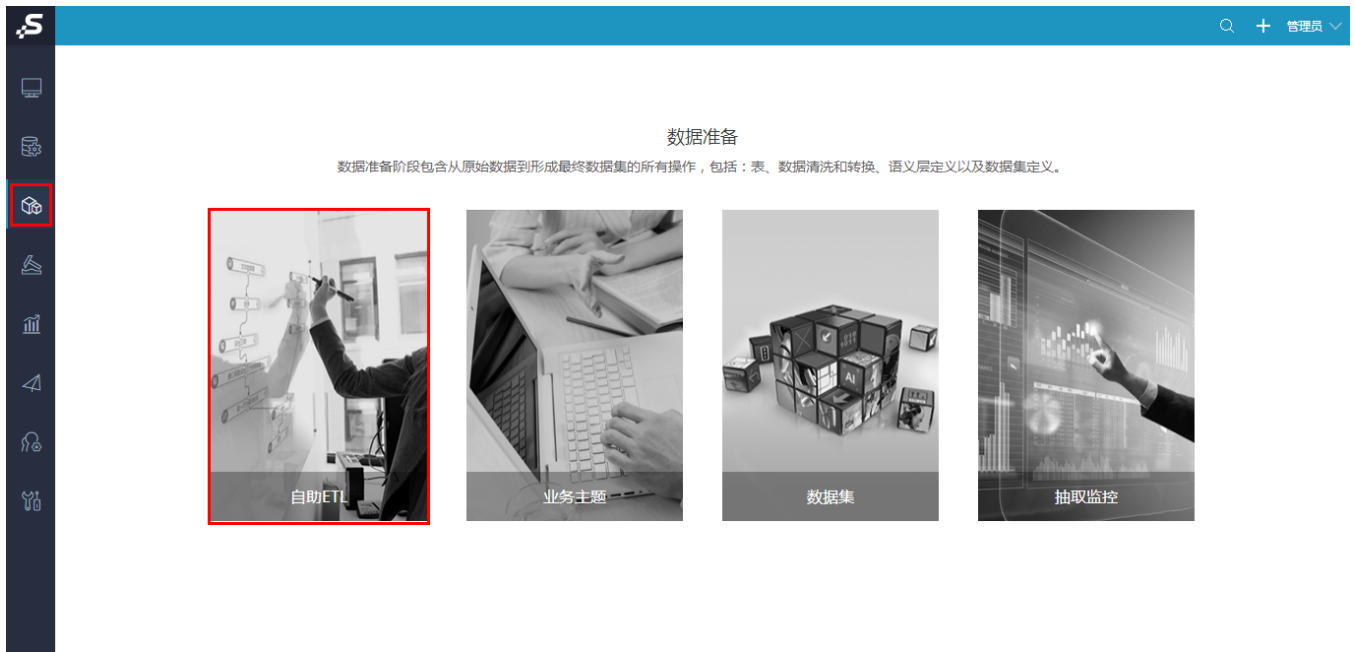 管理员
数据准备
数据准备阶段包含从原始数据到形成最终数据集的所有操作，包括：表、数据清洗和转换、语义层定义以及数据集定义。
自助ETL
业务主题
数据集
抽取监控
AI